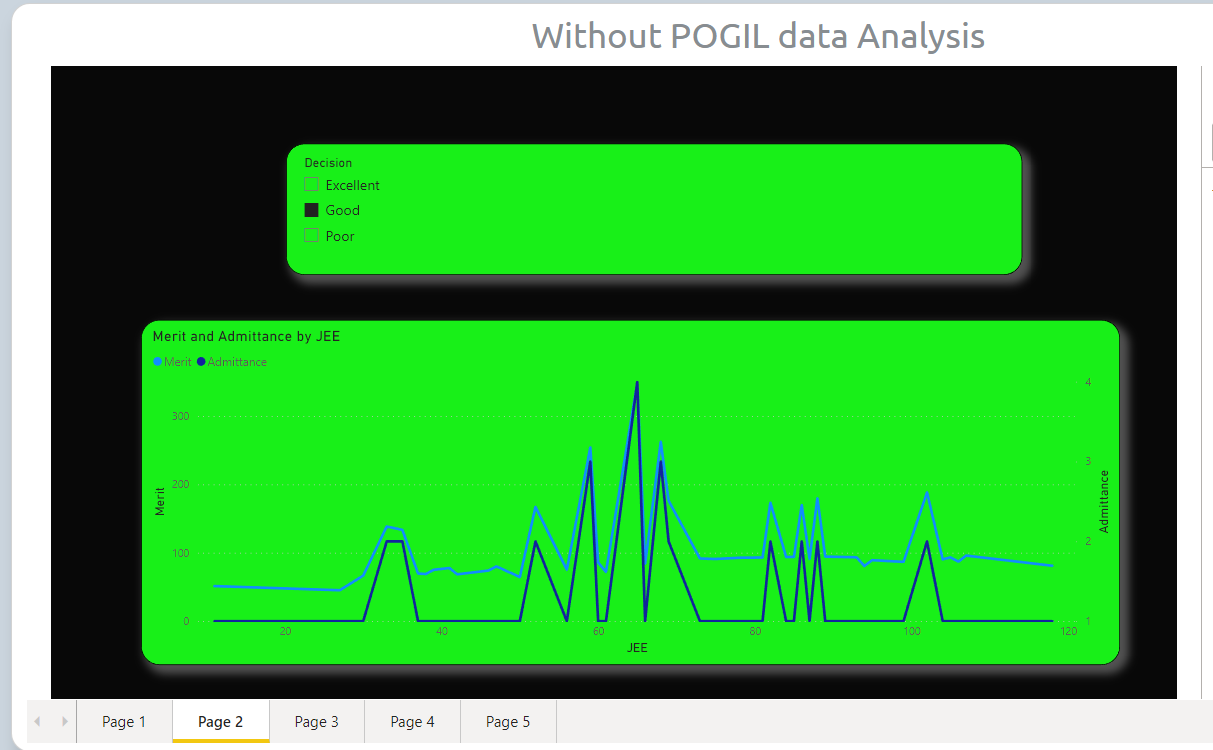 Without POGIL data Analysis
Decision
Excellent
Good
Poor
Merit and Admittance by JEE
Merit Admittance
4
300
3
200
Merit
Admittance
2
100
0
1
20 40 60 80 100 120
JEE
Page 1 Page 2 Page 3 Page 4 Page 5